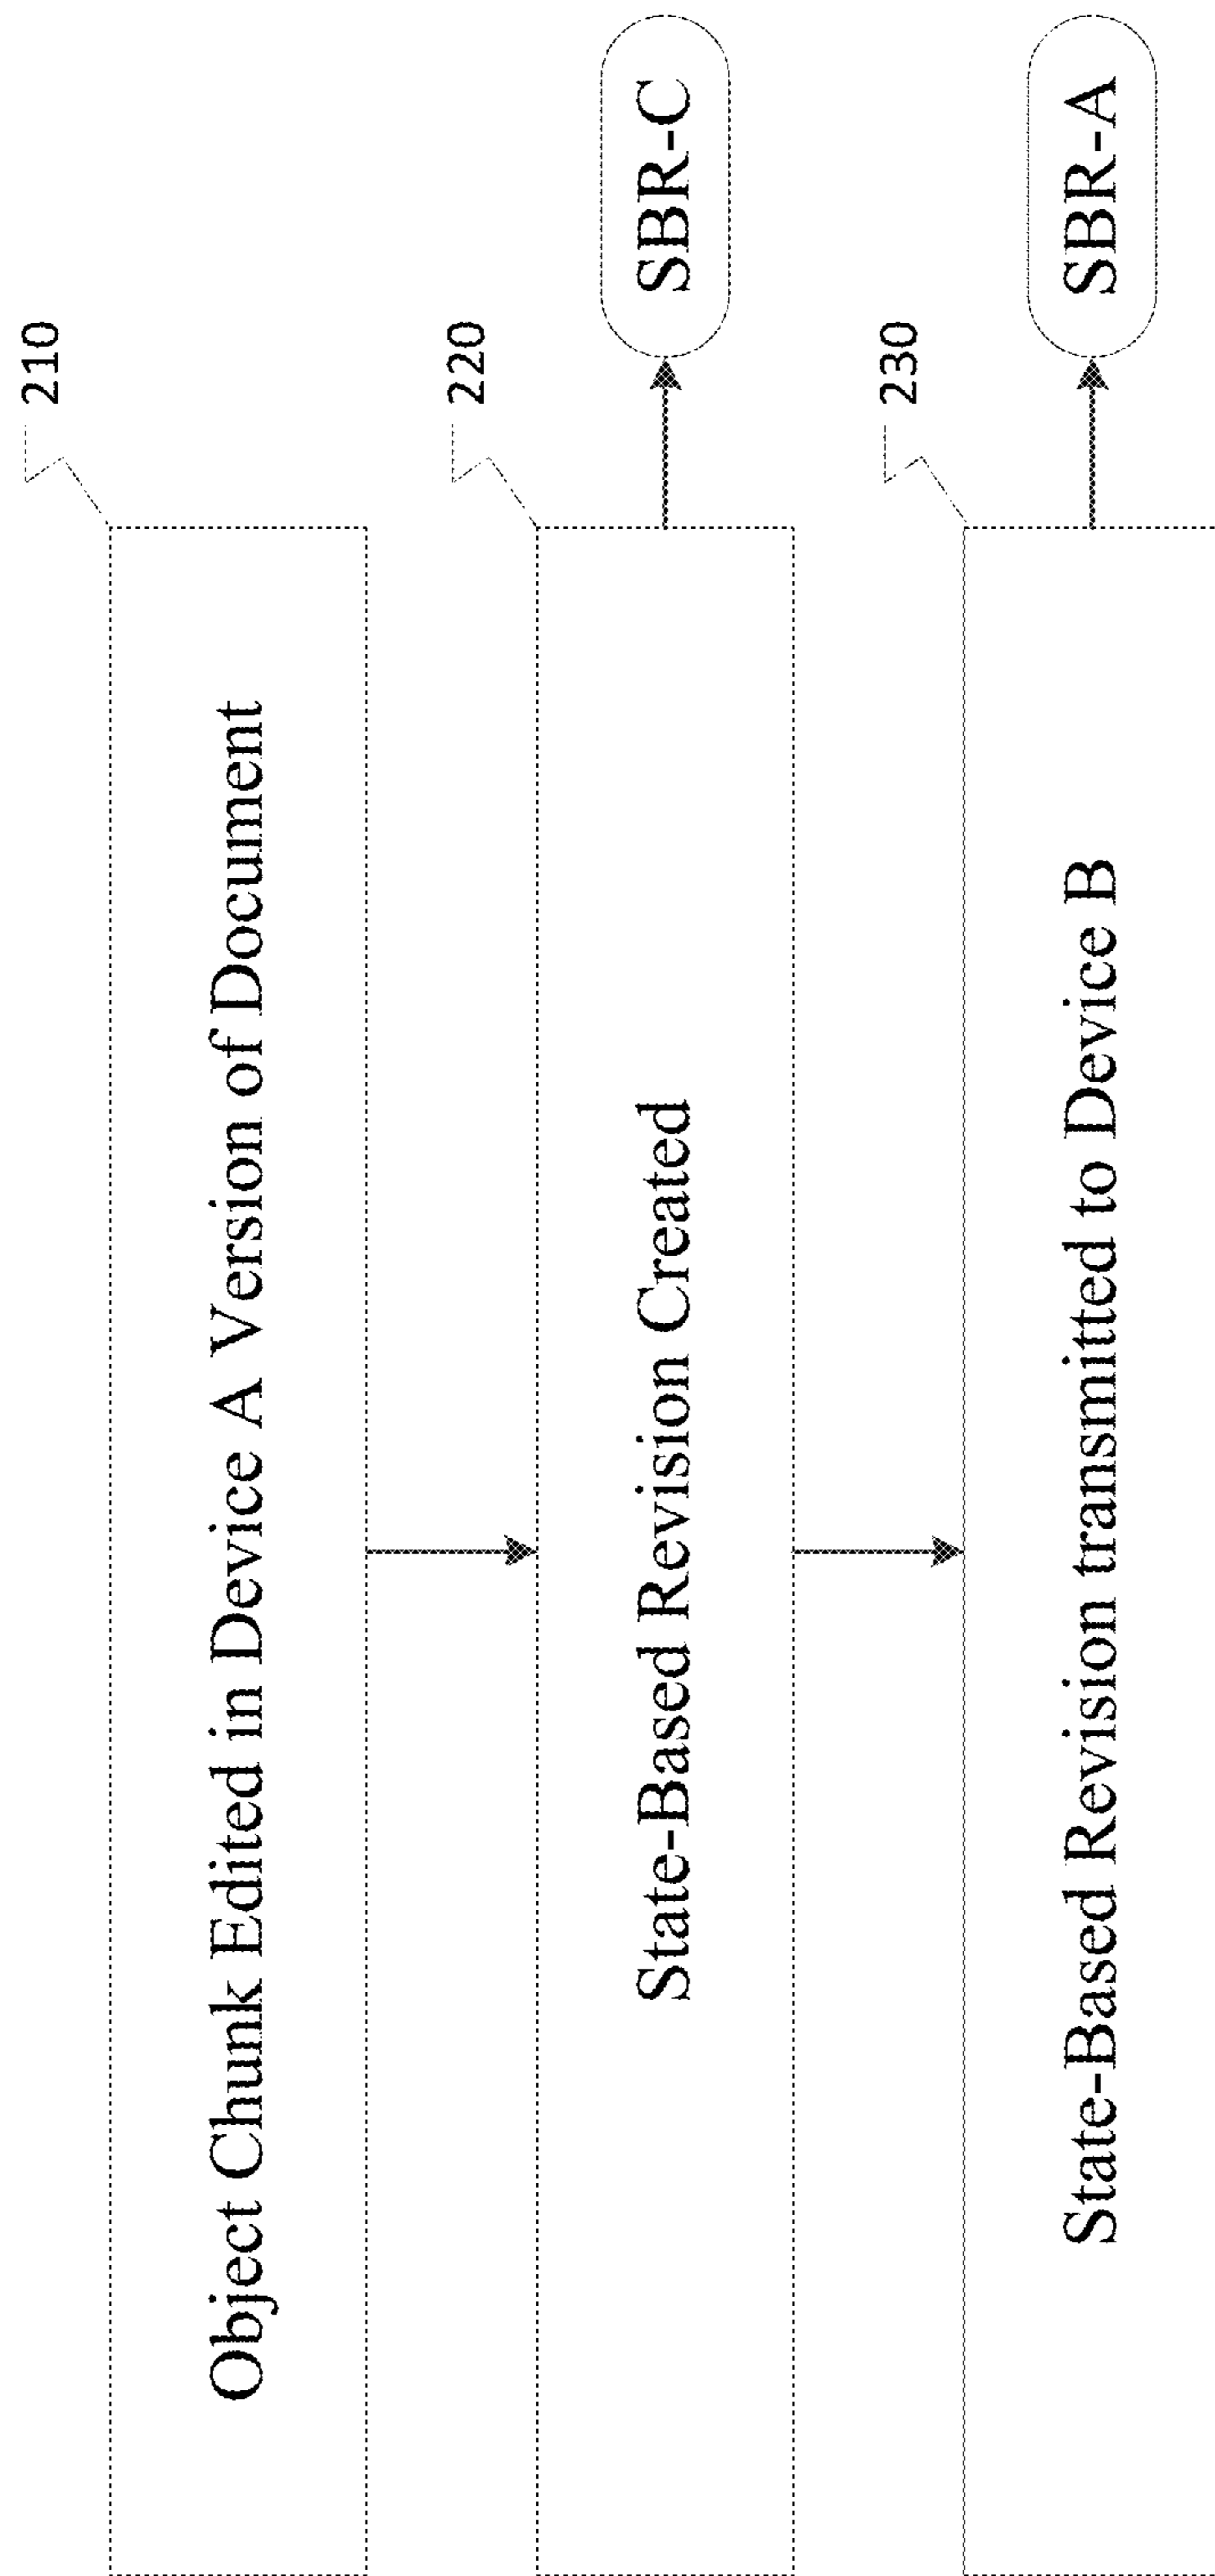 210
Object Chunk Edited in Device A Version of Document
220
State-Based Revision Created
SBR-C
230
State-Based Revision transmitted to Device B
SBR-A